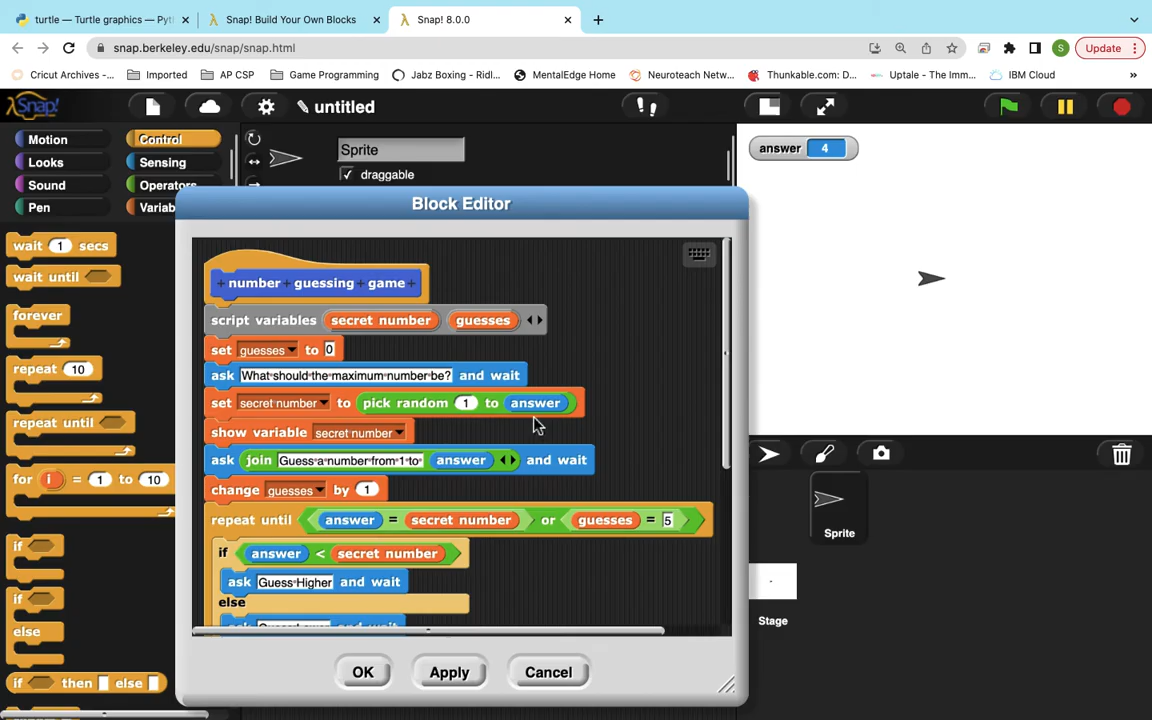 turtle — Turtle graphics — Pyt
Snap! Build Your Own Blocks
Snap! 8.0.0
snap.berkeley.edu/snap/snap.html
S
Update
Cricut Archives -...
Imported
AP CSP
Game Programming
Jabz Boxing - Ridl...
MentalEdge Home
Neuroteach Netw...
Thunkable.com: D...
Uptale - The Imm...
IBM Cloud
»
Snap!
untitled
Motion
Control
Looks
Sensing
Sound
Operators
Pen
Variab
Sprite
draggable
answer 4
wait 1 secs
wait until
forever
repeat 10
repeat until
for i = 1 to 10
if
if
else
if then else
Block Editor
+ number + guessing + game +
script variables secret number guesses
set guesses to 0
ask What·should·the·maximum·number·be? and wait
set secret number to pick random 1 to answer
show variable secret number
ask join Guess·a·number·from·1·to· answer and wait
change guesses by 1
repeat until answer = secret number or guesses = 5
if answer < secret number
ask Guess·Higher and wait
else
OK
Apply
Cancel
Sprite
Stage